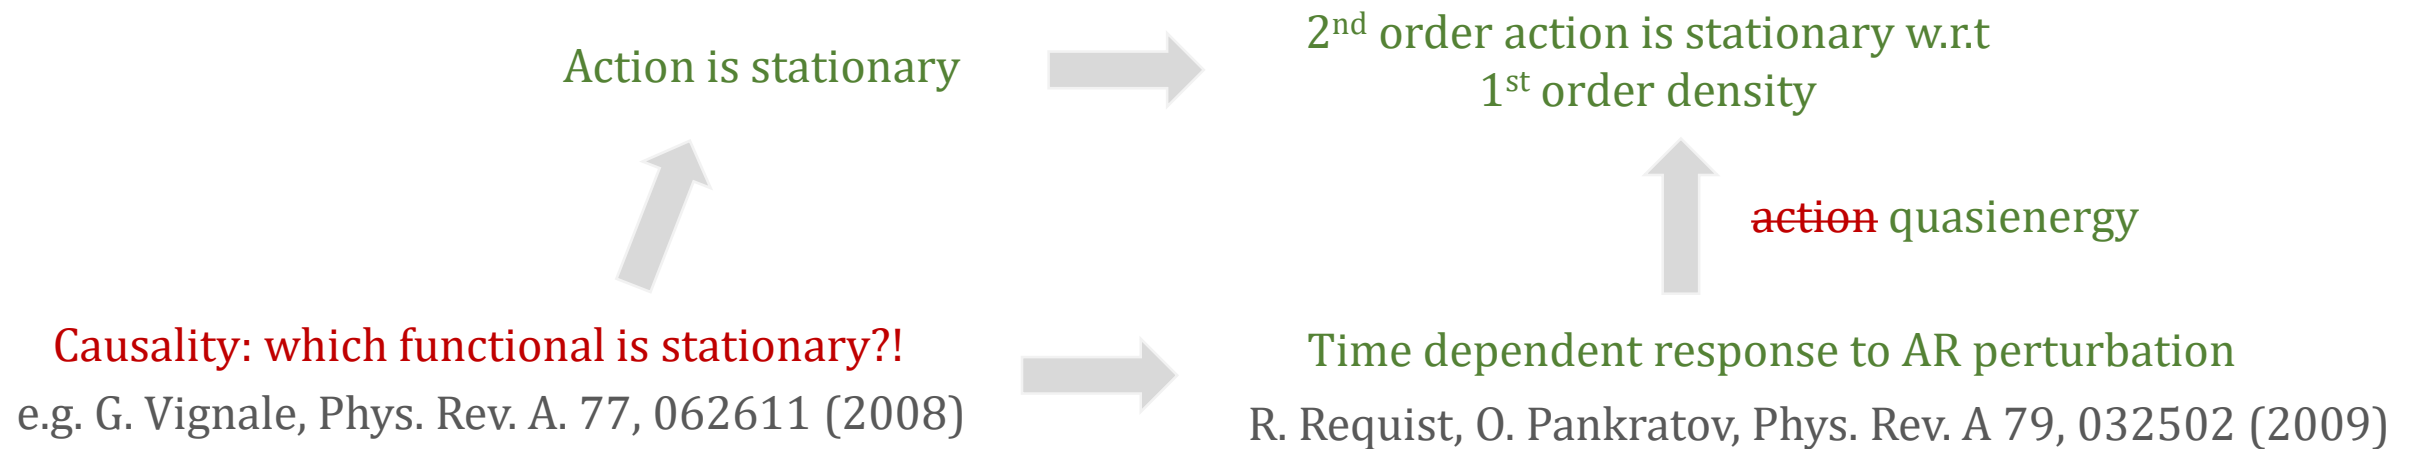 Action is stationary
2nd order action is stationary w.r.t
1st order density
action quasienergy
Causality: which functional is stationary?!
e.g. G. Vignale, Phys. Rev. A. 77, 062611 (2008)
Time dependent response to AR perturbation
R. Requist, O. Pankratov, Phys. Rev. A 79, 032502 (2009)